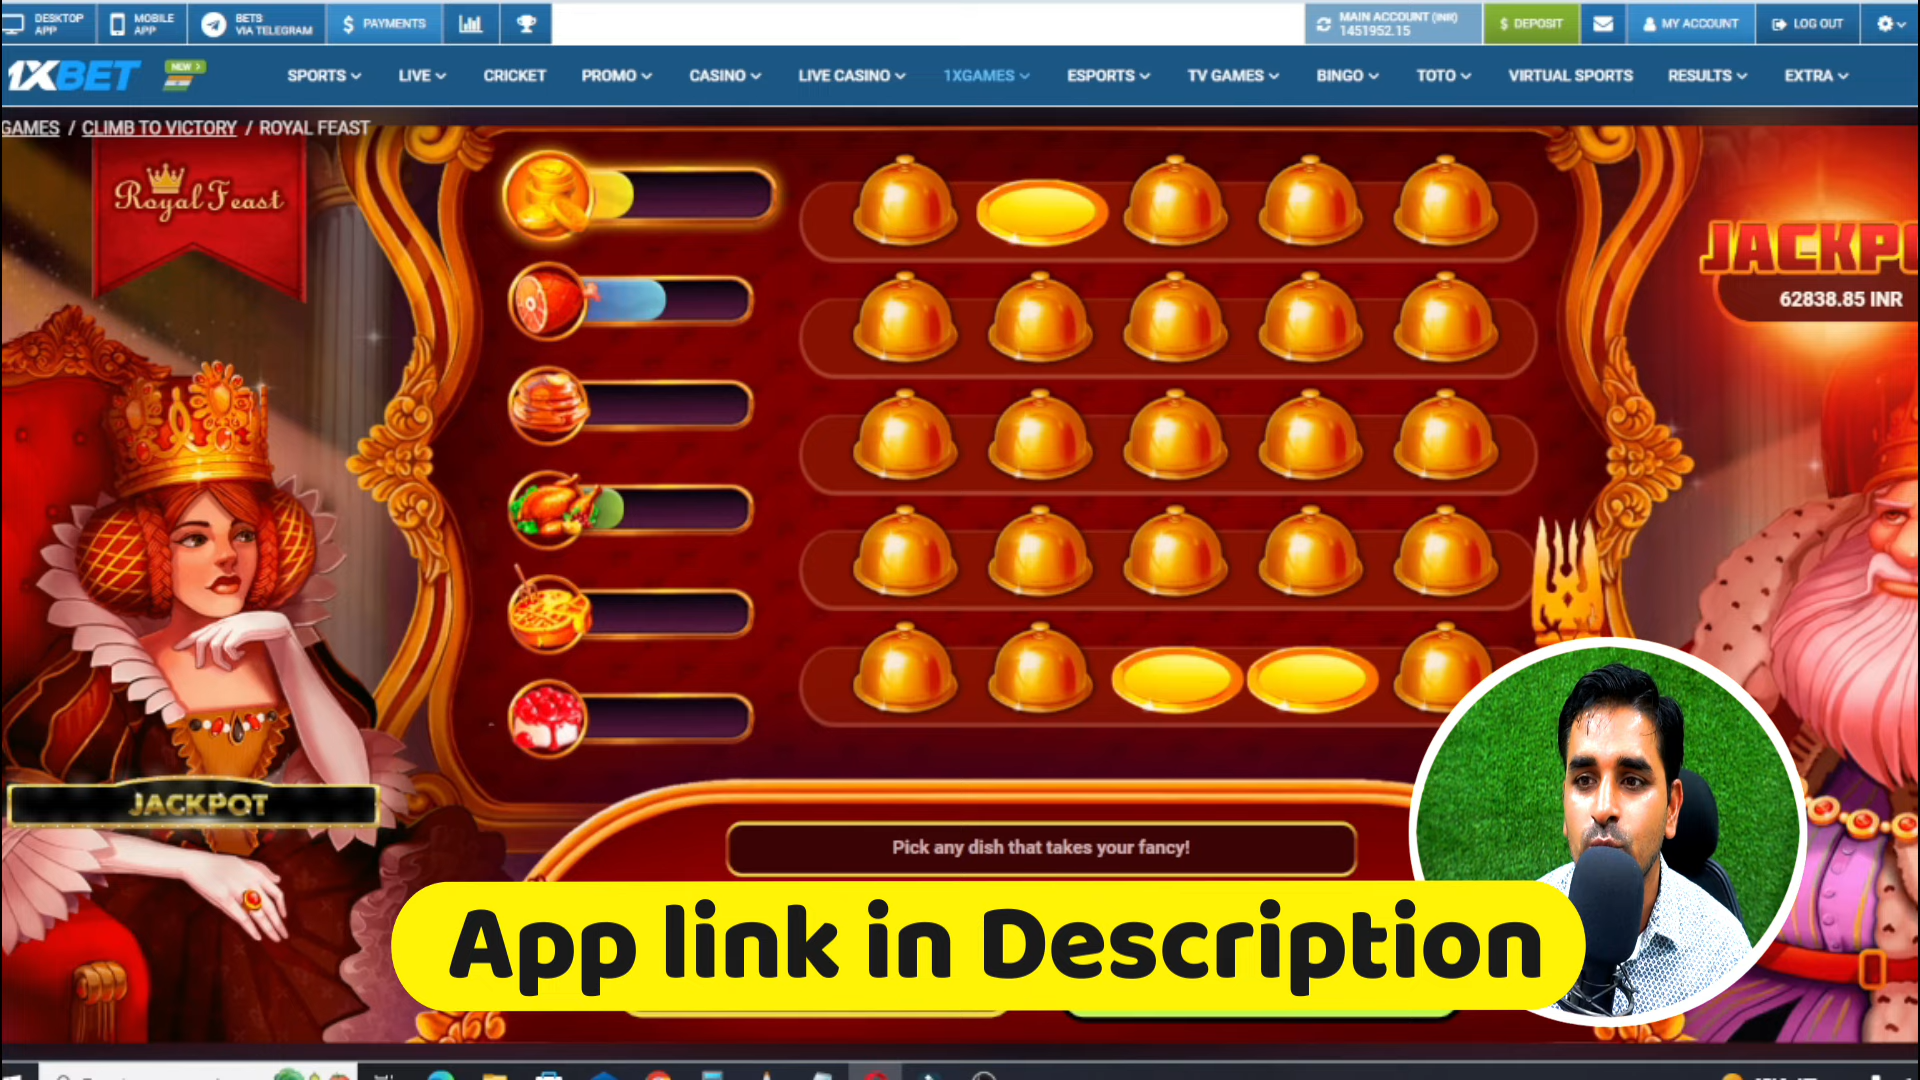 DESKTOP
APP
MOBILE
APP
BETS
VIA TELEGRAM
$ PAYMENTS
MAIN ACCOUNT (INR)
1451952.15
$ DEPOSIT
MY ACCOUNT
LOG OUT
1XBET
NEW >
SPORTS
LIVE
CRICKET
PROMO
CASINO
LIVE CASINO
1XGAMES
ESPORTS
TV GAMES
BINGO
TOTO
VIRTUAL SPORTS
RESULTS
EXTRA
GAMES / CLIMB TO VICTORY / ROYAL FEAST
Royal Feast
JACKPO
62838.85 INR
JACKPOT
Pick any dish that takes your fancy!
App link in Description